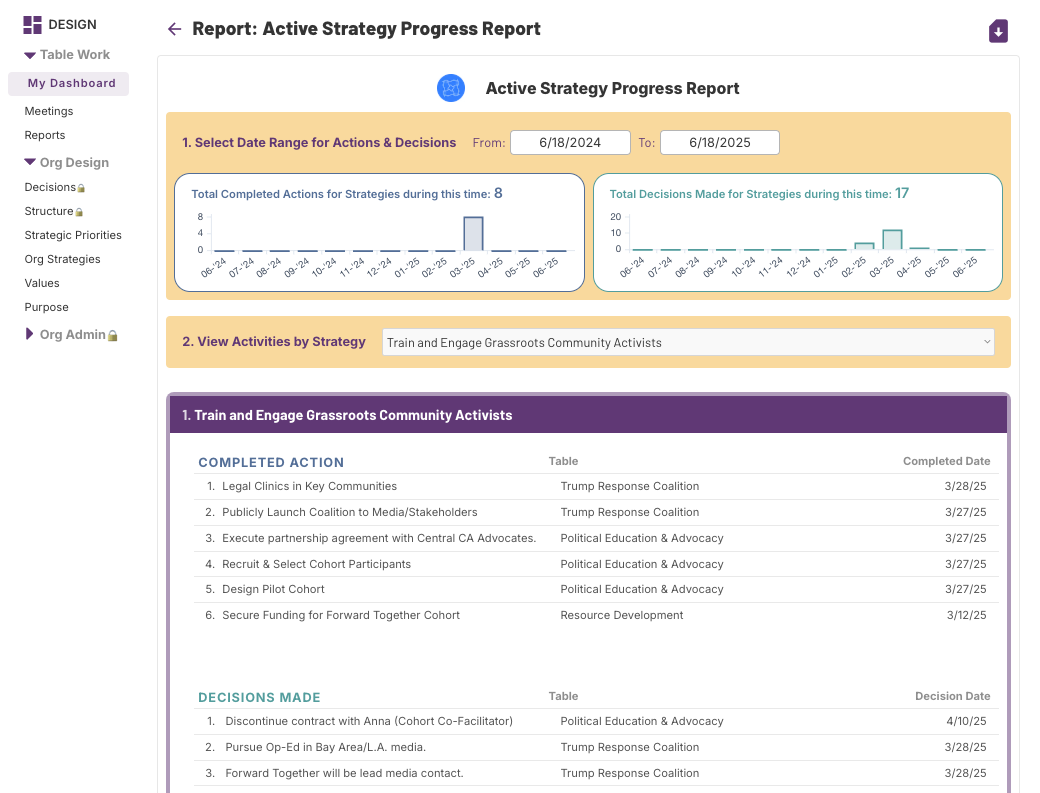 DESIGN
Table Work
My Dashboard
Meetings
Reports
Org Design
Decisions
Structure
Strategic Priorities
Org Strategies
Values
Purpose
Org Admin
Report: Active Strategy Progress Report
Active Strategy Progress Report
1. Select Date Range for Actions & Decisions From: 6/18/2024 To: 6/18/2025
Total Completed Actions for Strategies during this time: 8
8
4
0
06-'24 07-'24 08-'24 09-'24 10-'24 11-'24 12-'24 01-'25 02-'25 03-'25 04-'25 05-'25 06-'25
Total Decisions Made for Strategies during this time: 17
20
10
0
06-'24 07-'24 08-'24 09-'24 10-'24 11-'24 12-'24 01-'25 02-'25 03-'25 04-'25 05-'25 06-'25
2. View Activities by Strategy Train and Engage Grassroots Community Activists
1. Train and Engage Grassroots Community Activists
COMPLETED ACTION Table Completed Date
1. Legal Clinics in Key Communities Trump Response Coalition 3/28/25
2. Publicly Launch Coalition to Media/Stakeholders Trump Response Coalition 3/27/25
3. Execute partnership agreement with Central CA Advocates. Political Education & Advocacy 3/27/25
4. Recruit & Select Cohort Participants Political Education & Advocacy 3/27/25
5. Design Pilot Cohort Political Education & Advocacy 3/27/25
6. Secure Funding for Forward Together Cohort Resource Development 3/12/25
DECISIONS MADE Table Decision Date
1. Discontinue contract with Anna (Cohort Co-Facilitator) Political Education & Advocacy 4/10/25
2. Pursue Op-Ed in Bay Area/L.A. media. Trump Response Coalition 3/28/25
3. Forward Together will be lead media contact. Trump Response Coalition 3/28/25